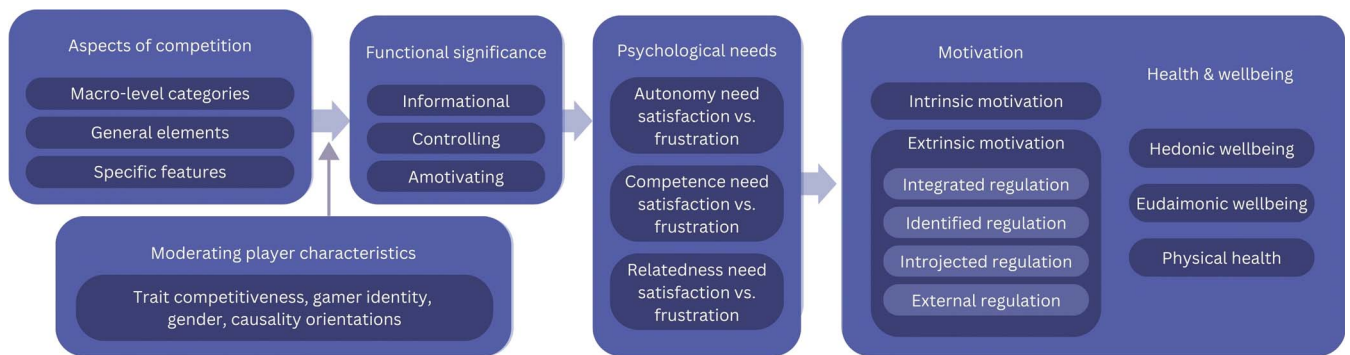 Aspects of competition
Macro-level categories
General elements
Specific features
Moderating player characteristics
Trait competitiveness, gamer identity,
gender, causality orientations
Functional significance
Informational
Controlling
Amotivating
Psychological needs
Autonomy need
satisfaction vs.
frustration
Competence need
satisfaction vs.
frustration
Relatedness need
satisfaction vs.
frustration
Motivation
Intrinsic motivation
Extrinsic motivation
Integrated regulation
Identified regulation
Introjected regulation
External regulation
Health & wellbeing
Hedonic wellbeing
Eudaimonic wellbeing
Physical health